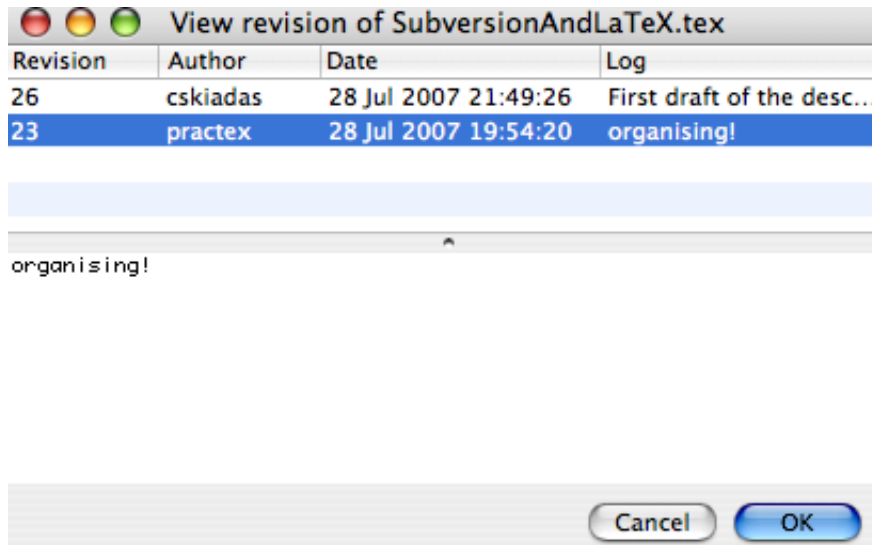 View revision of SubversionAndLaTeX.tex
Revision Author Date Log
26 cskiadas 28 Jul 2007 21:49:26 First draft of the desc...
23 practex 28 Jul 2007 19:54:20 organising!
organising!
Cancel OK